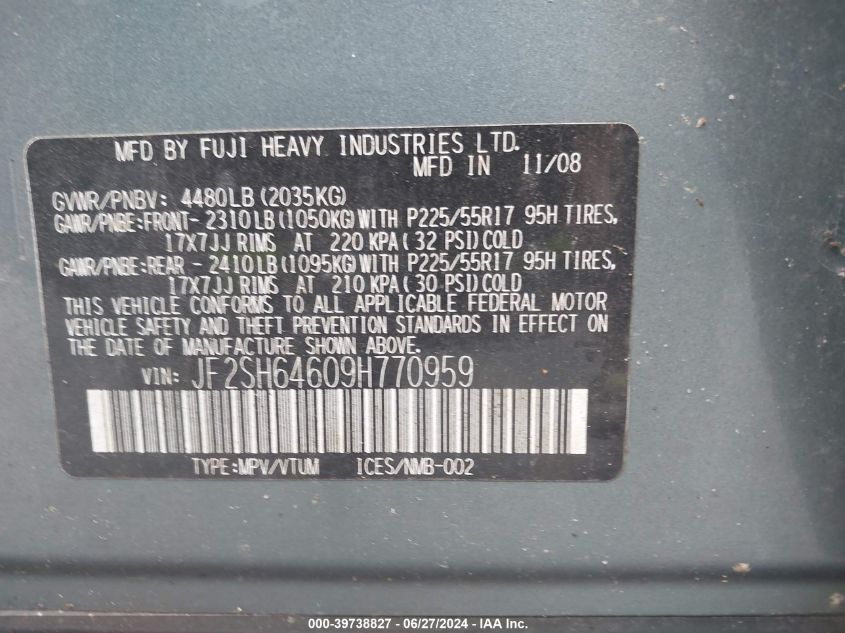 MFD BY FUJI HEAVY INDUSTRIES LTD.
MFD IN 11/08
GVWR/PNBV: 4480LB(2035KG)
GAWR/PNBE:FRONT- 2310LB(1050KG)WITH P225/55R17 95H TIRES,
17X7JJ RIMS AT 220 KPA( 32 PSI)COLD
GAWR/PNBE:REAR - 2410LB(1095KG)WITH P225/55R17 95H TIRES,
17X7JJ RIMS AT 210 KPA( 30 PSI)COLD
THIS VEHICLE CONFORMS TO ALL APPLICABLE FEDERAL MOTOR
VEHICLE SAFETY AND THEFT PREVENTION STANDARDS IN EFFECT ON
THE DATE OF MANUFACTURE SHOWN ABOVE.
VIN: JF2SH64609H770959
TYPE:MPV/VTUM ICES/NMB-002
000-39738827 - 06/27/2024 - IAA Inc.